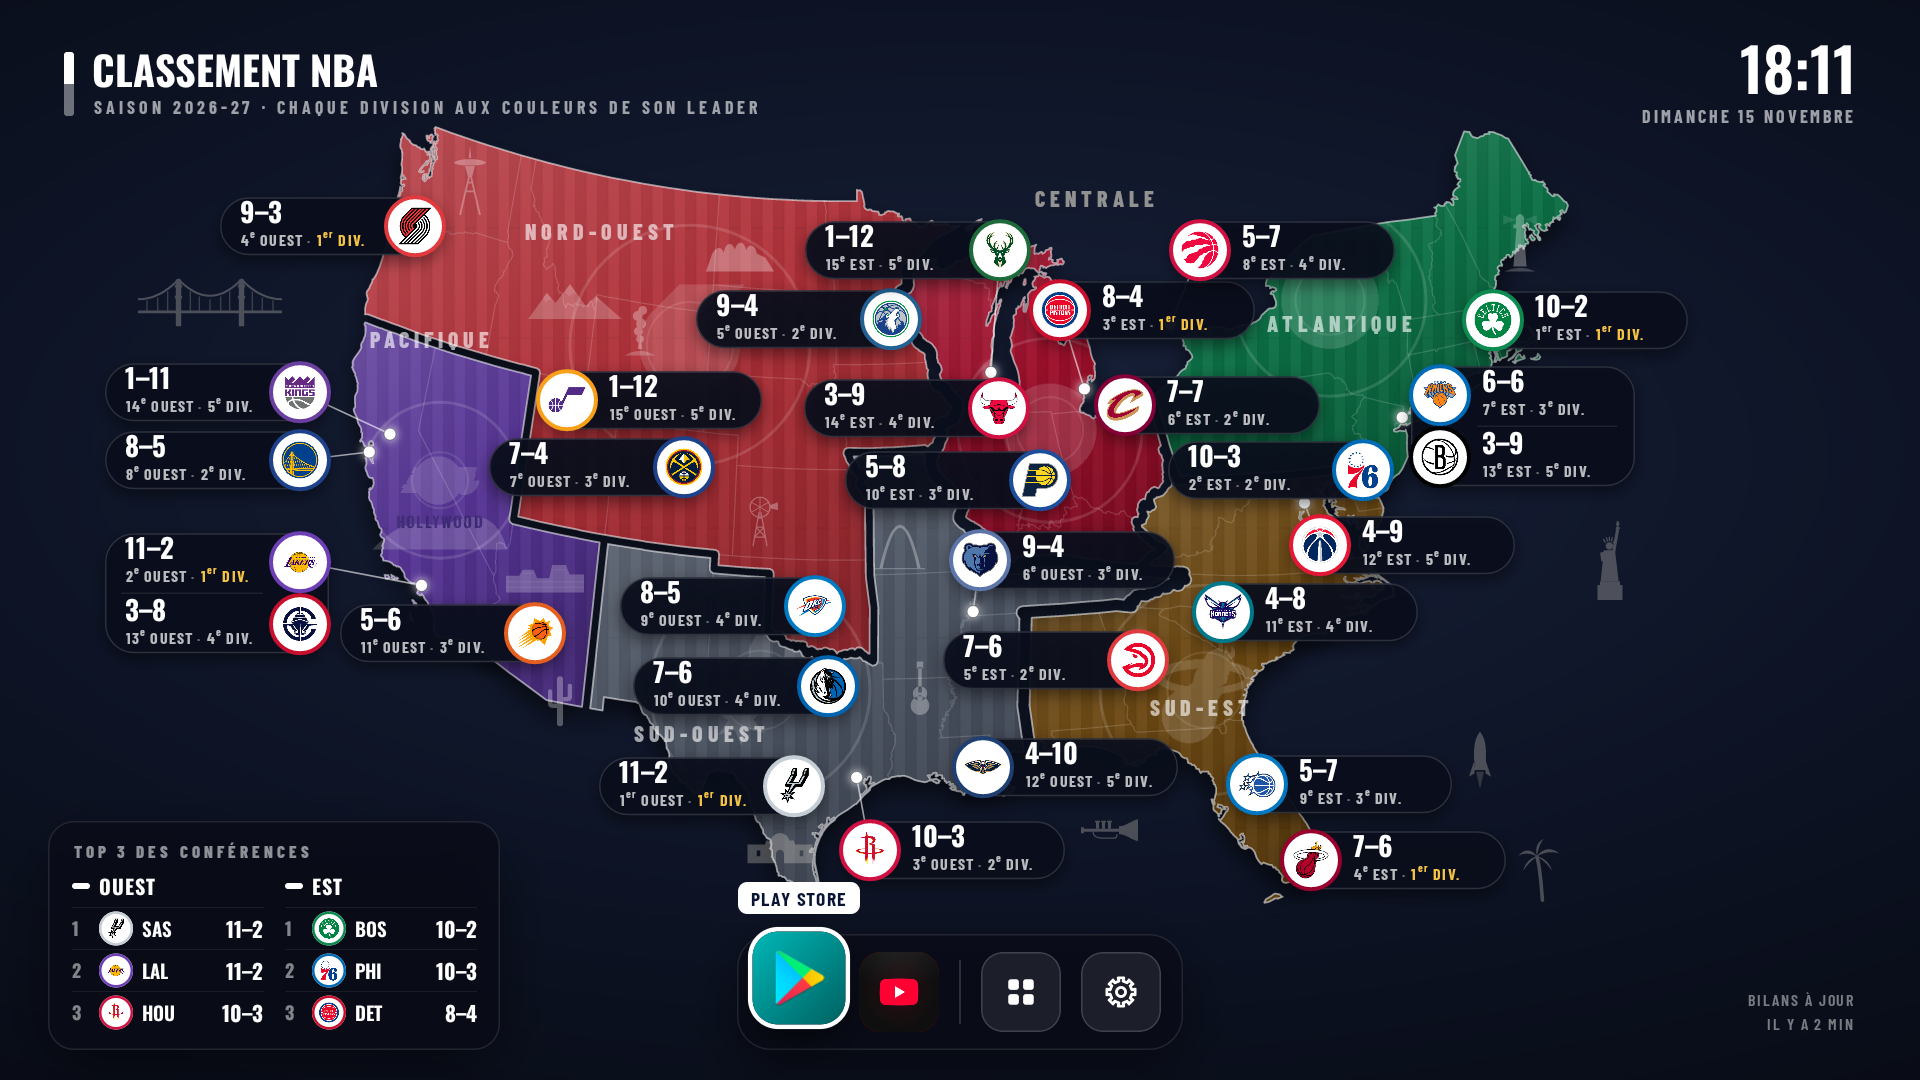 CLASSEMENT NBA
SAISON 2026-27 · CHAQUE DIVISION AUX COULEURS DE SON LEADER
18:11
DIMANCHE 15 NOVEMBRE
CENTRALE
NORD-OUEST
PACIFIQUE
ATLANTIQUE
HOLLYWOOD
SUD-OUEST
SUD-EST
9–3
4e OUEST · 1er DIV.
1–12
15e EST · 5e DIV.
5–7
8e EST · 4e DIV.
9–4
5e OUEST · 2e DIV.
8–4
3e EST · 1er DIV.
10–2
1er EST · 1er DIV.
1–11
14e OUEST · 5e DIV.
1–12
15e OUEST · 5e DIV.
3–9
14e EST · 4e DIV.
7–7
6e EST · 2e DIV.
6–6
7e EST · 3e DIV.
8–5
8e OUEST · 2e DIV.
7–4
7e OUEST · 3e DIV.
5–8
10e EST · 3e DIV.
10–3
2e EST · 2e DIV.
3–9
13e EST · 5e DIV.
11–2
2e OUEST · 1er DIV.
9–4
6e OUEST · 3e DIV.
4–9
12e EST · 5e DIV.
3–8
13e OUEST · 4e DIV.
5–6
11e OUEST · 3e DIV.
8–5
9e OUEST · 4e DIV.
4–8
11e EST · 4e DIV.
7–6
10e OUEST · 4e DIV.
7–6
5e EST · 2e DIV.
11–2
1er OUEST · 1er DIV.
4–10
12e OUEST · 5e DIV.
5–7
9e EST · 3e DIV.
10–3
3e OUEST · 2e DIV.
7–6
4e EST · 1er DIV.
KINGS
CELTICS
76
B
TOP 3 DES CONFÉRENCES
OUEST
1 SAS 11–2
2 LAL 11–2
3 HOU 10–3
EST
1 BOS 10–2
2 PHI 10–3
3 DET 8–4
PLAY STORE
BILANS À JOUR
IL Y A 2 MIN